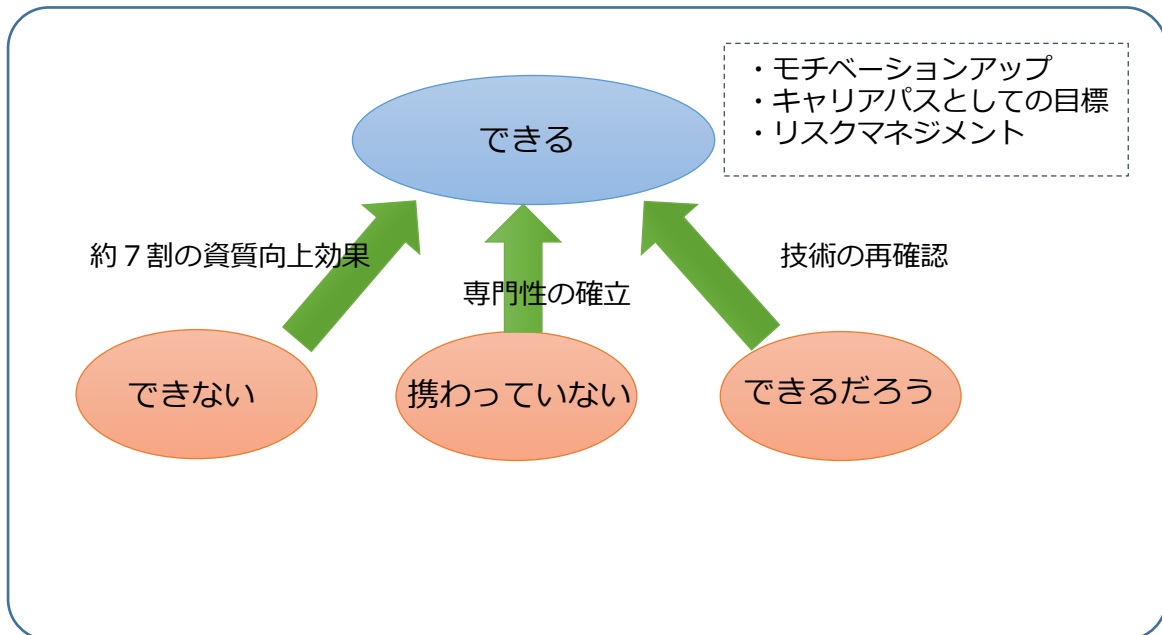 ・モチベーションアップ
・キャリアパスとしての目標
・リスクマネジメント
できる
約７割の資質向上効果
専門性の確立
技術の再確認
できない
携わっていない
できるだろう